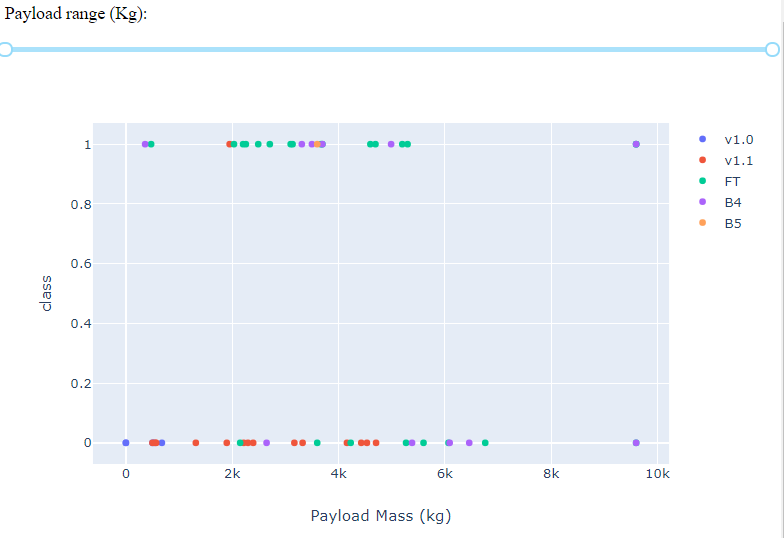 Payload range (Kg):
1
0.8
0.6
0.4
0.2
0
class
0 2k 4k 6k 8k 10k
Payload Mass (kg)
v1.0
v1.1
FT
B4
B5